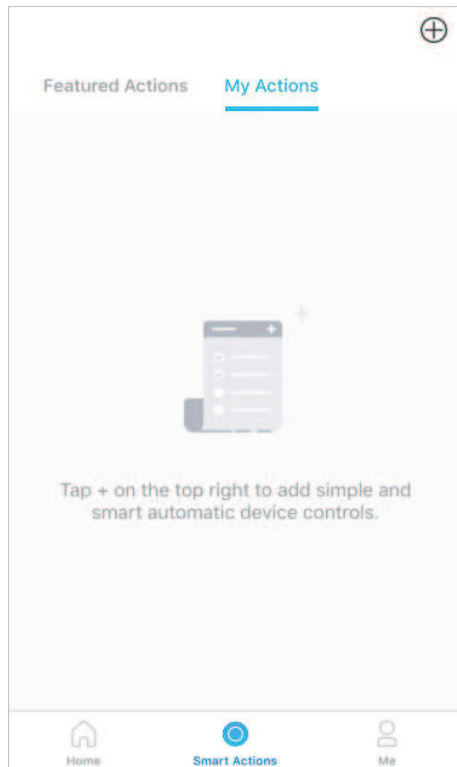 Featured Actions My Actions
Tap + on the top right to add simple and
smart automatic device controls.
Home Smart Actions Me